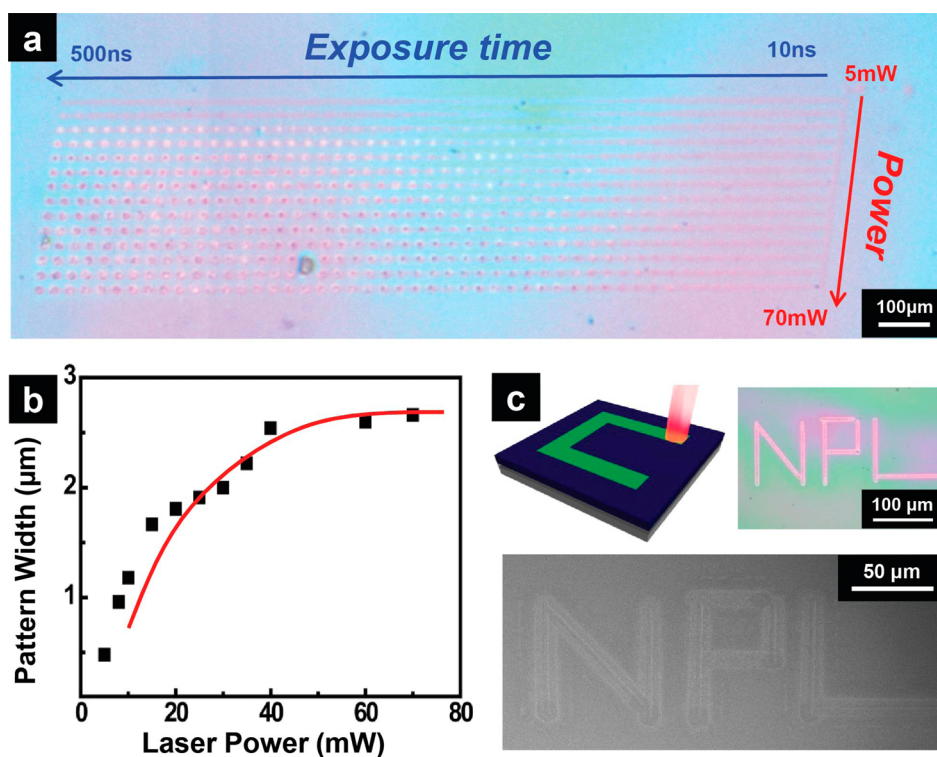 a
500ns
Exposure time
10ns
5mW
Power
70mW
100µm
b
3
2
1
0
20
40
60
80
Pattern Width (µm)
Laser Power (mW)
c
NPL
100 µm
50 µm
NPL